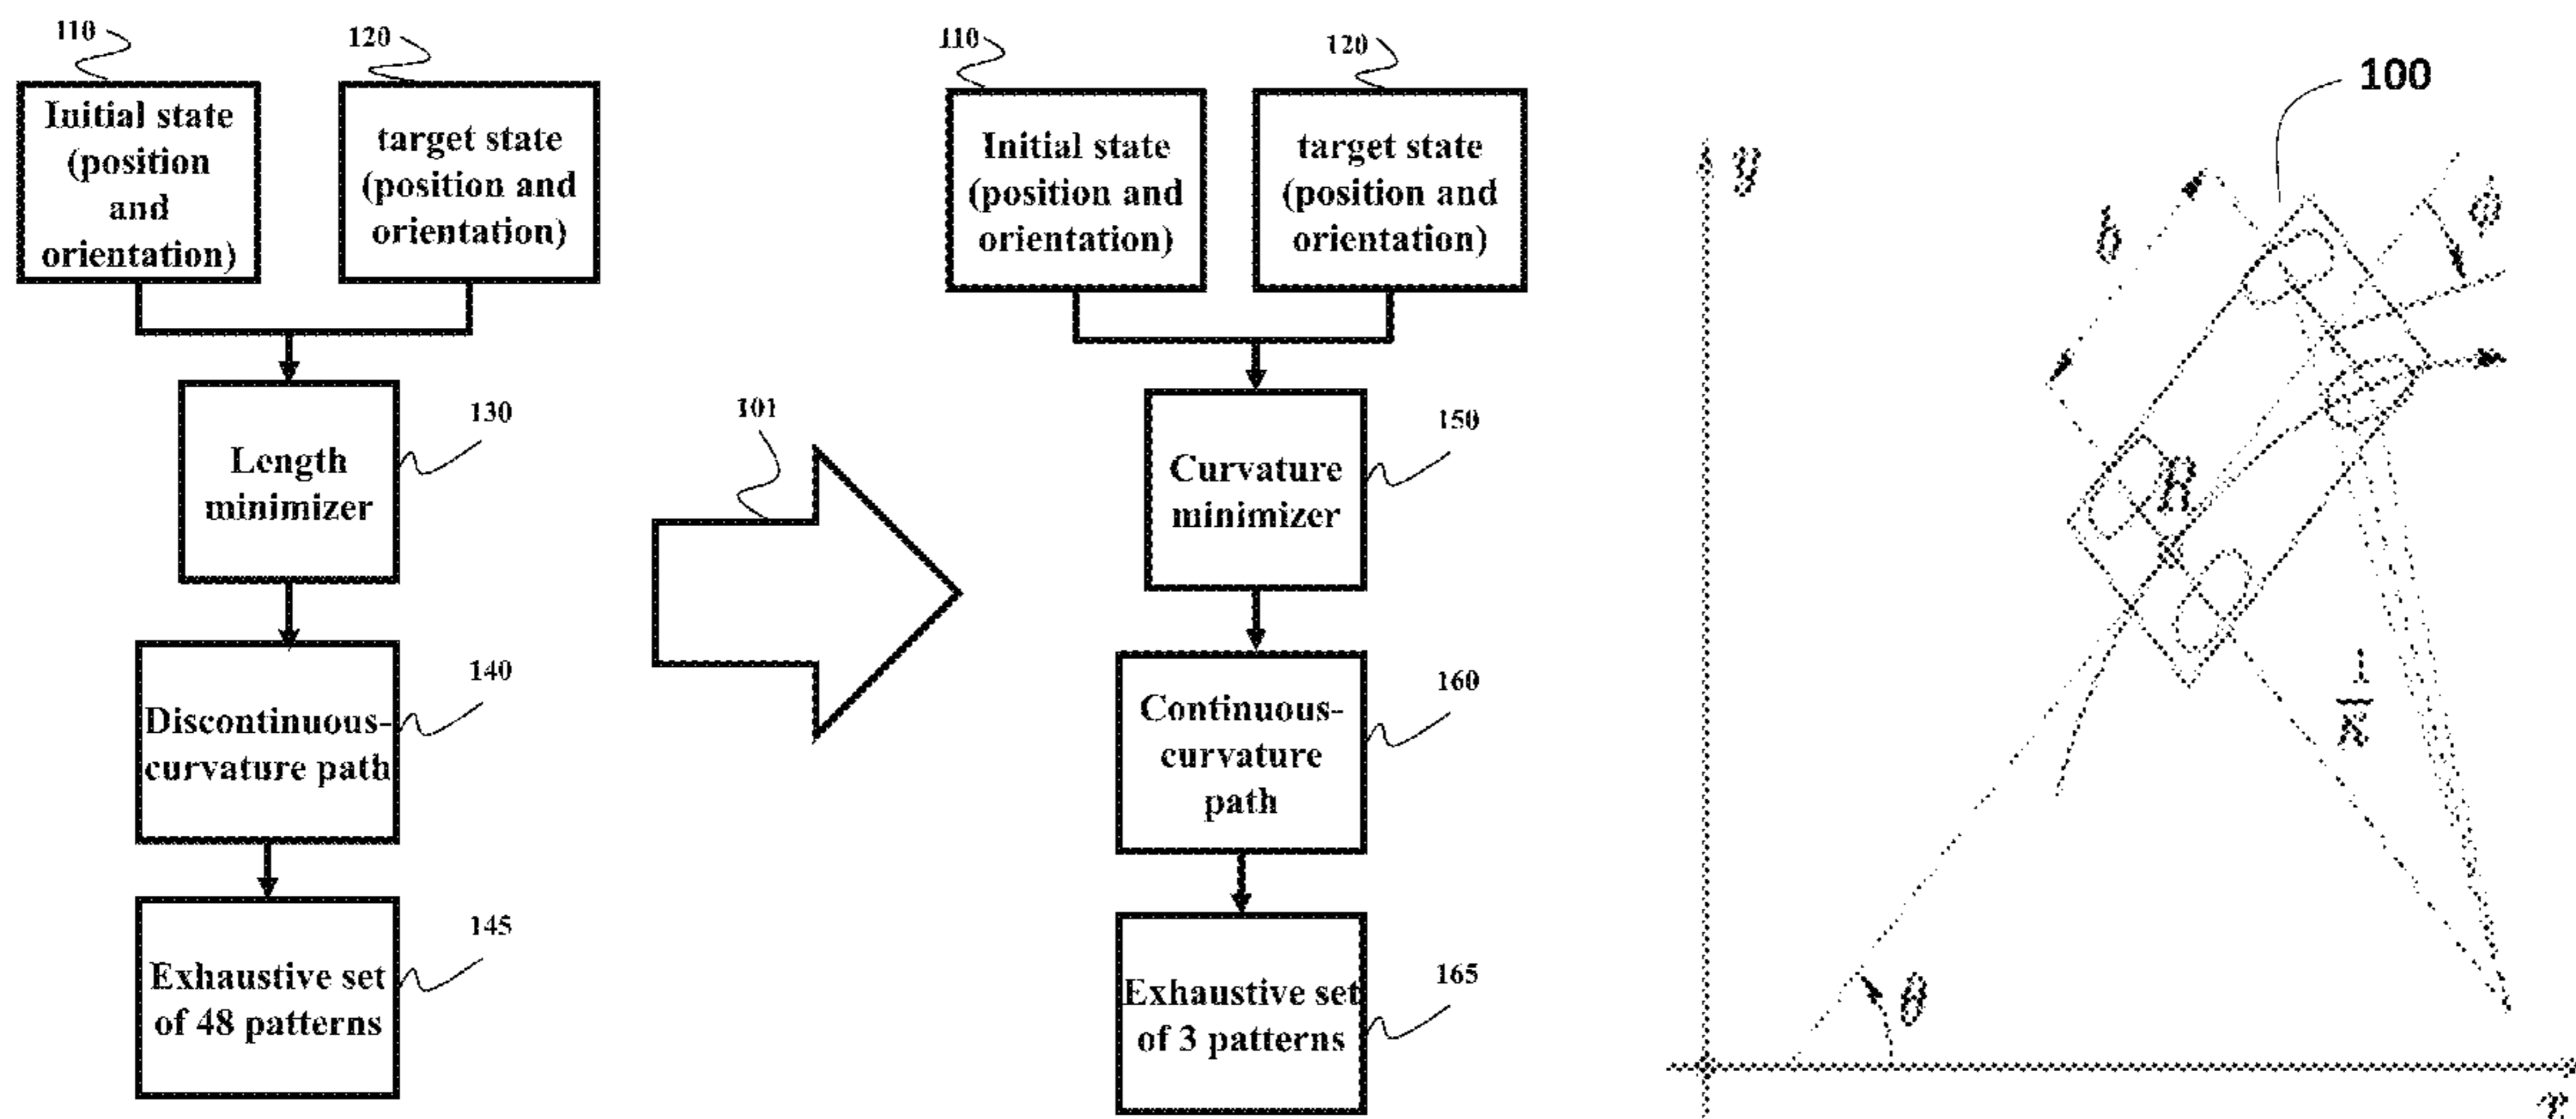 110
120
Initial state
(position
and
orientation)
target state
(position and
orientation)
130
Length
minimizer
140
Discontinuous-
curvature path
145
Exhaustive set
of 48 patterns
101
110
120
Initial state
(position and
orientation)
target state
(position and
orientation)
150
Curvature
minimizer
160
Continuous-
curvature
path
165
Exhaustive set
of 3 patterns
100
y
b
ϕ
R
1
κ
θ
x